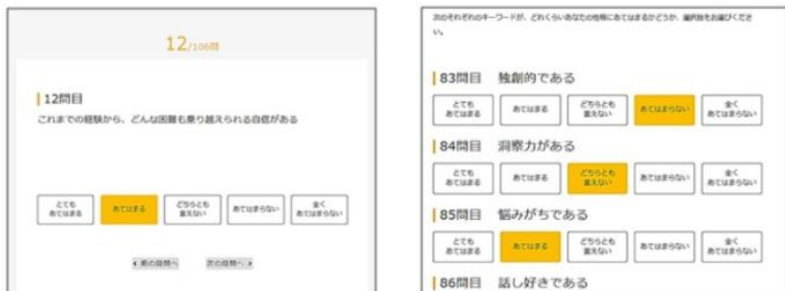 12/106問
12問目
これまでの経験から、どんな困難も乗り越えられる自信がある
とても
あてはまる
あてはまる
どちらとも
言えない
あてはまらない
全く
あてはまらない
前の設問へ
次の設問へ
次のそれぞれのキーワードが、どれくらいあなたの性格にあてはまるかどうか、選択肢をお選びくださ
い。
83問目 独創的である
とても
あてはまる
あてはまる
どちらとも
言えない
あてはまらない
全く
あてはまらない
84問目 洞察力がある
とても
あてはまる
あてはまる
どちらとも
言えない
あてはまらない
全く
あてはまらない
85問目 悩みがちである
とても
あてはまる
あてはまる
どちらとも
言えない
あてはまらない
全く
あてはまらない
86問目 話し好きである